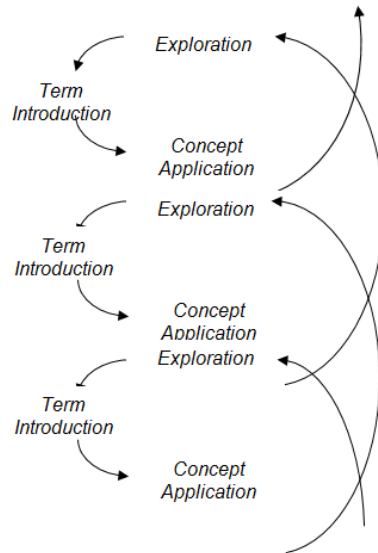 Exploration
Term
Introduction
Concept
Application
Exploration
Term
Introduction
Concept
Application
Exploration
Term
Introduction
Concept
Application